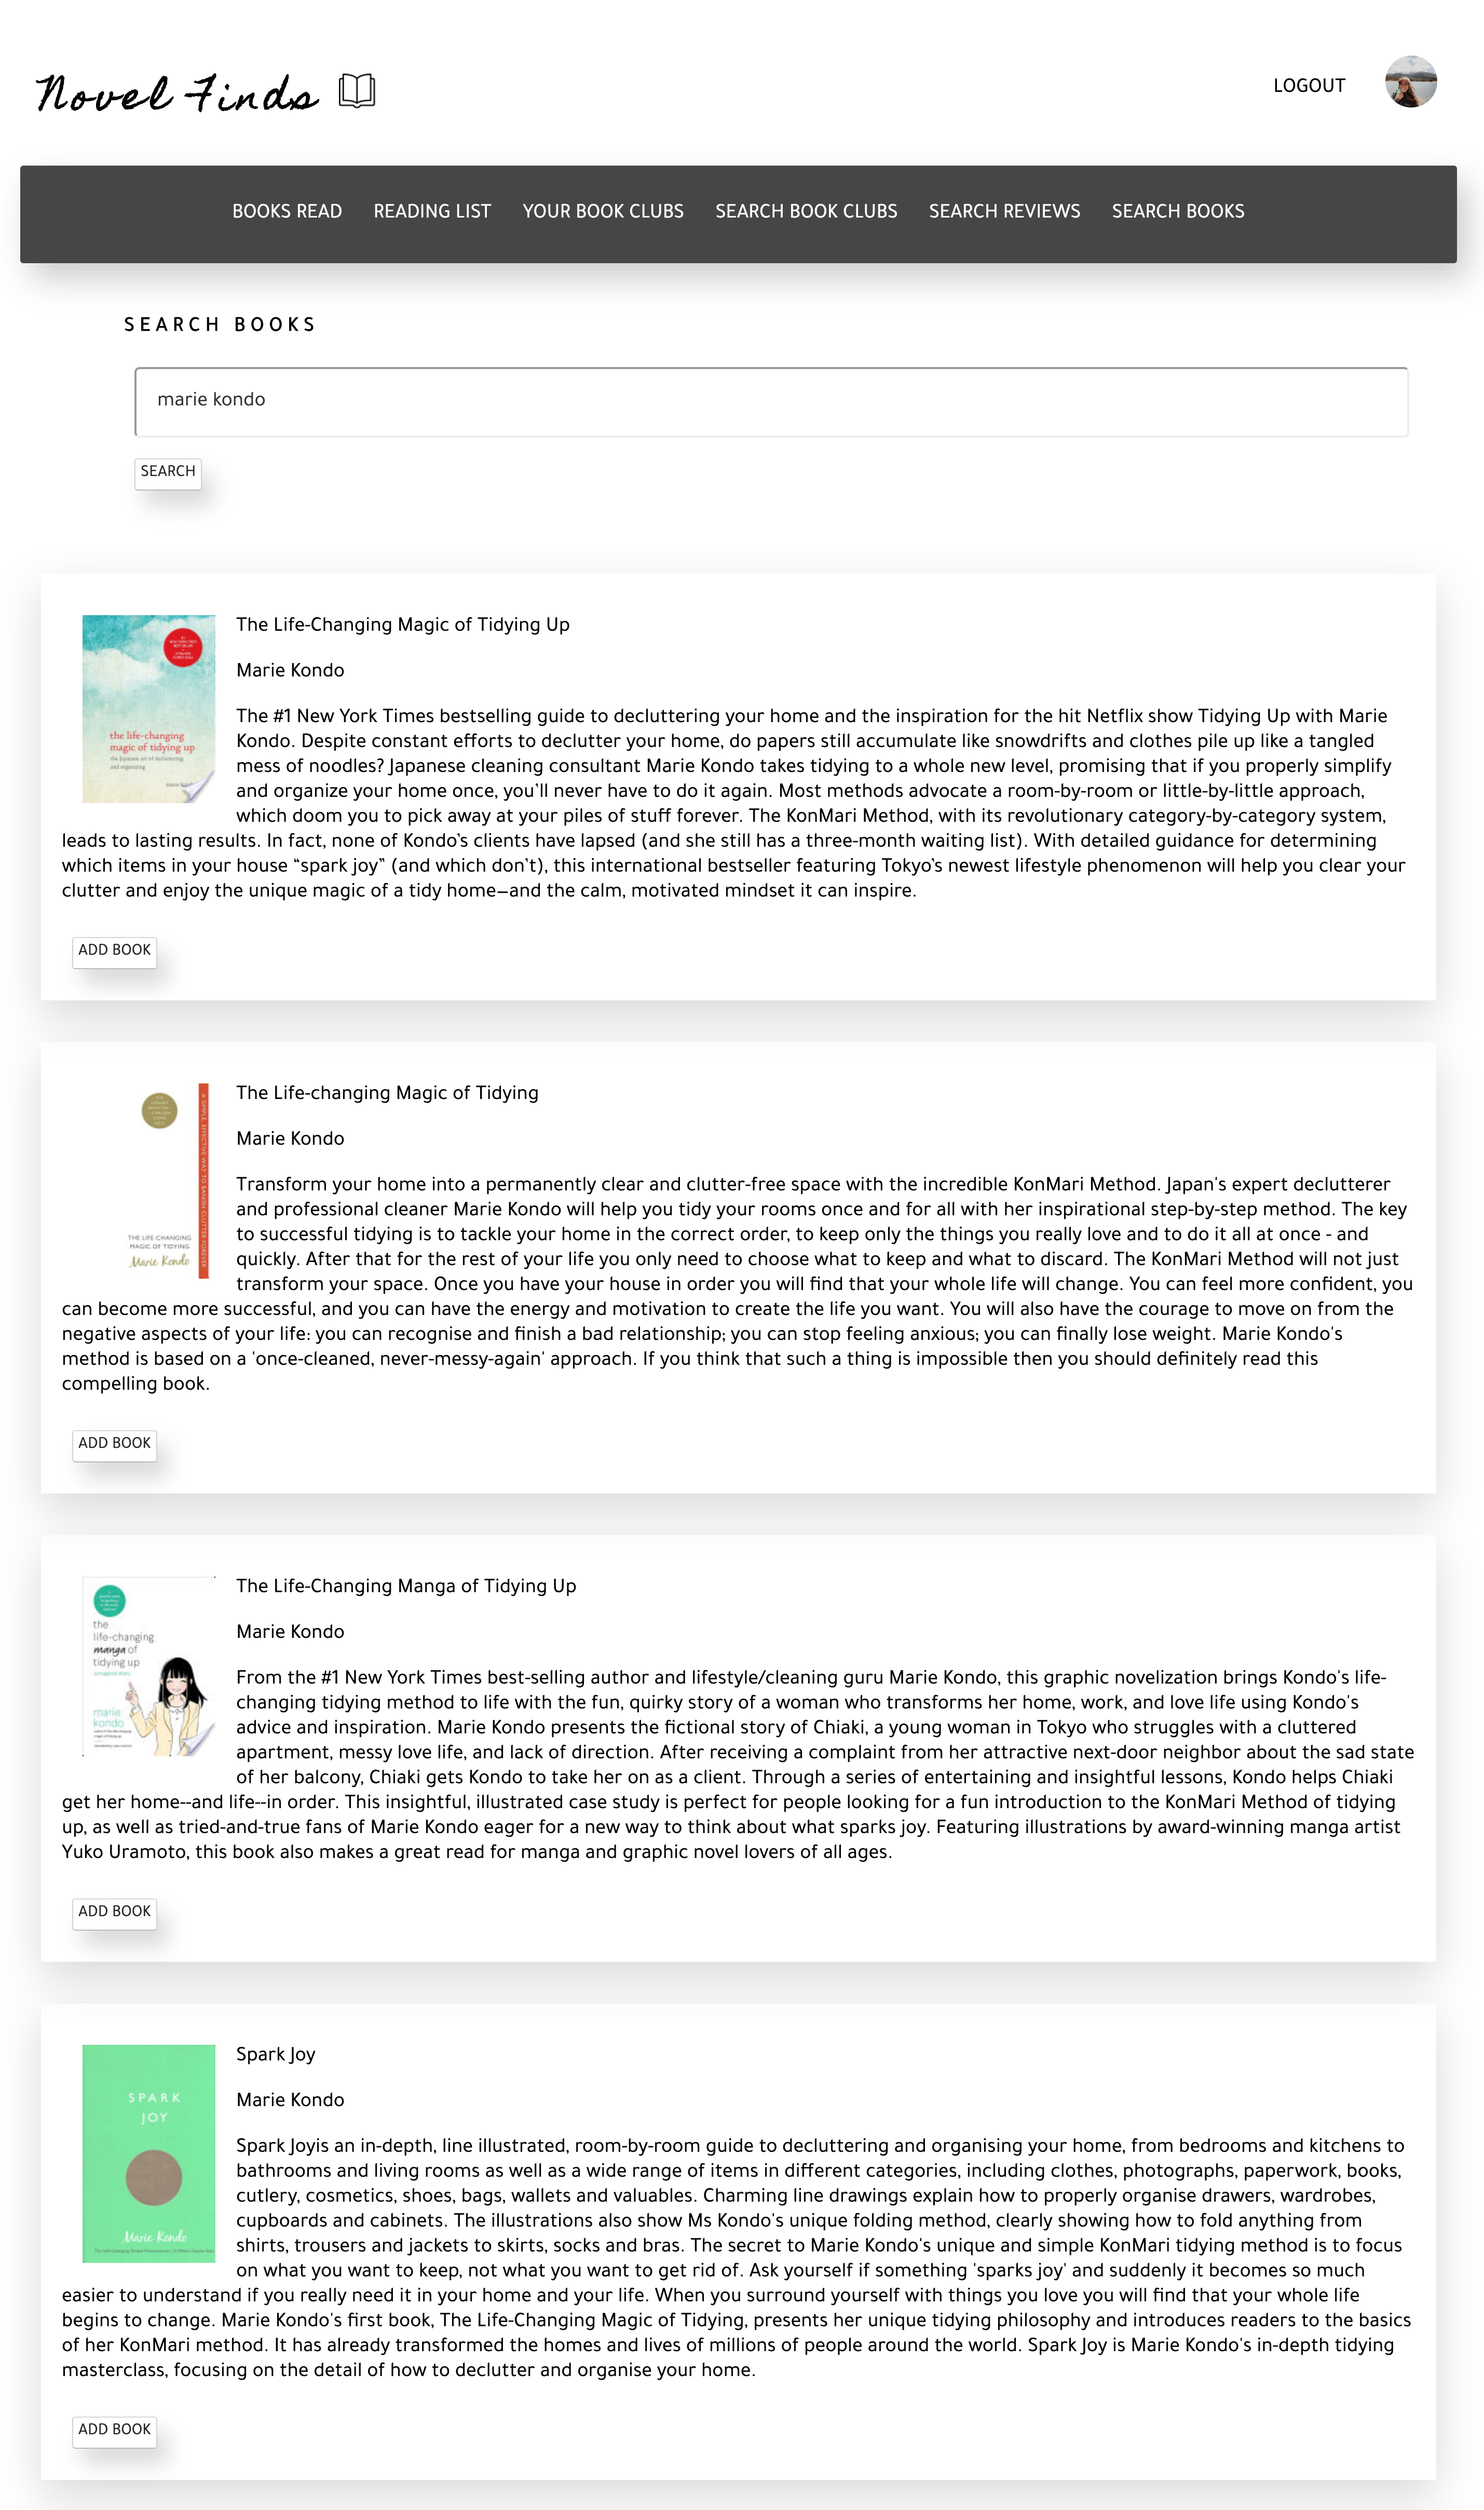 Novel Finds
LOGOUT
BOOKS READ READING LIST YOUR BOOK CLUBS SEARCH BOOK CLUBS SEARCH REVIEWS SEARCH BOOKS
SEARCH BOOKS
marie kondo
SEARCH
The Life-Changing Magic of Tidying Up
Marie Kondo
The #1 New York Times bestselling guide to decluttering your home and the inspiration for the hit Netflix show Tidying Up with Marie
Kondo. Despite constant efforts to declutter your home, do papers still accumulate like snowdrifts and clothes pile up like a tangled
mess of noodles? Japanese cleaning consultant Marie Kondo takes tidying to a whole new level, promising that if you properly simplify
and organize your home once, you’ll never have to do it again. Most methods advocate a room-by-room or little-by-little approach,
which doom you to pick away at your piles of stuff forever. The KonMari Method, with its revolutionary category-by-category system,
leads to lasting results. In fact, none of Kondo’s clients have lapsed (and she still has a three-month waiting list). With detailed guidance for determining
which items in your house “spark joy” (and which don’t), this international bestseller featuring Tokyo’s newest lifestyle phenomenon will help you clear your
clutter and enjoy the unique magic of a tidy home—and the calm, motivated mindset it can inspire.
the life-changing
magic of tidying up
the Japanese art of decluttering
and organizing
ADD BOOK
The Life-changing Magic of Tidying
Marie Kondo
Transform your home into a permanently clear and clutter-free space with the incredible KonMari Method. Japan's expert declutterer
and professional cleaner Marie Kondo will help you tidy your rooms once and for all with her inspirational step-by-step method. The key
to successful tidying is to tackle your home in the correct order, to keep only the things you really love and to do it all at once - and
quickly. After that for the rest of your life you only need to choose what to keep and what to discard. The KonMari Method will not just
transform your space. Once you have your house in order you will find that your whole life will change. You can feel more confident, you
can become more successful, and you can have the energy and motivation to create the life you want. You will also have the courage to move on from the
negative aspects of your life: you can recognise and finish a bad relationship; you can stop feeling anxious; you can finally lose weight. Marie Kondo's
method is based on a 'once-cleaned, never-messy-again' approach. If you think that such a thing is impossible then you should definitely read this
compelling book.
A SIMPLE, EFFECTIVE WAY TO BANISH CLUTTER FOREVER
THE LIFE-CHANGING
MAGIC OF TIDYING
Marie Kondo
ADD BOOK
The Life-Changing Manga of Tidying Up
Marie Kondo
From the #1 New York Times best-selling author and lifestyle/cleaning guru Marie Kondo, this graphic novelization brings Kondo's life-
changing tidying method to life with the fun, quirky story of a woman who transforms her home, work, and love life using Kondo's
advice and inspiration. Marie Kondo presents the fictional story of Chiaki, a young woman in Tokyo who struggles with a cluttered
apartment, messy love life, and lack of direction. After receiving a complaint from her attractive next-door neighbor about the sad state
of her balcony, Chiaki gets Kondo to take her on as a client. Through a series of entertaining and insightful lessons, Kondo helps Chiaki
get her home--and life--in order. This insightful, illustrated case study is perfect for people looking for a fun introduction to the KonMari Method of tidying
up, as well as tried-and-true fans of Marie Kondo eager for a new way to think about what sparks joy. Featuring illustrations by award-winning manga artist
Yuko Uramoto, this book also makes a great read for manga and graphic novel lovers of all ages.
the
life-changing
manga of
tidying up
a magical story
marie
kondo
ADD BOOK
Spark Joy
Marie Kondo
Spark Joyis an in-depth, line illustrated, room-by-room guide to decluttering and organising your home, from bedrooms and kitchens to
bathrooms and living rooms as well as a wide range of items in different categories, including clothes, photographs, paperwork, books,
cutlery, cosmetics, shoes, bags, wallets and valuables. Charming line drawings explain how to properly organise drawers, wardrobes,
cupboards and cabinets. The illustrations also show Ms Kondo's unique folding method, clearly showing how to fold anything from
shirts, trousers and jackets to skirts, socks and bras. The secret to Marie Kondo's unique and simple KonMari tidying method is to focus
on what you want to keep, not what you want to get rid of. Ask yourself if something 'sparks joy' and suddenly it becomes so much
easier to understand if you really need it in your home and your life. When you surround yourself with things you love you will find that your whole life
begins to change. Marie Kondo's first book, The Life-Changing Magic of Tidying, presents her unique tidying philosophy and introduces readers to the basics
of her KonMari method. It has already transformed the homes and lives of millions of people around the world. Spark Joy is Marie Kondo's in-depth tidying
masterclass, focusing on the detail of how to declutter and organise your home.
SPARK
JOY
Marie Kondo
ADD BOOK